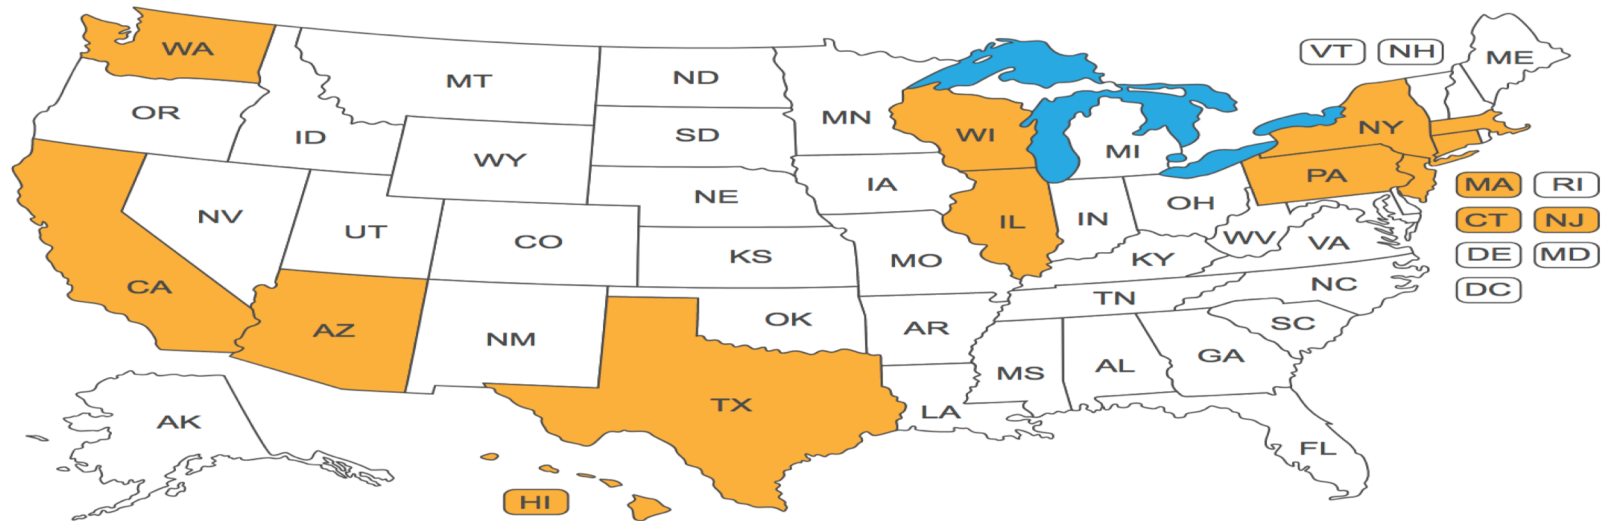 WA
MT
ND
VT
NH
ME
OR
ID
MN
SD
WI
NY
WY
MI
IA
PA
MA
RI
NV
UT
NE
IL
IN
OH
CT
NJ
CO
KS
MO
KY
WV
VA
DE
MD
CA
DC
NC
TN
AZ
NM
OK
AR
SC
MS
AL
GA
AK
TX
LA
FL
HI